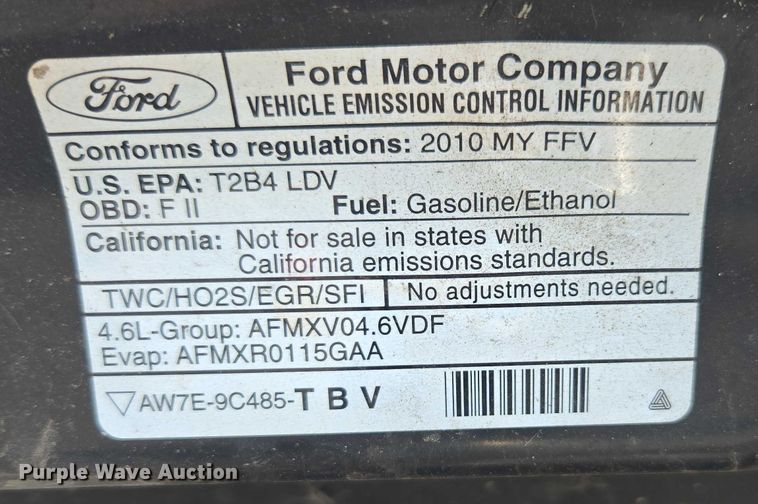 Ford
Ford Motor Company
VEHICLE EMISSION CONTROL INFORMATION
Conforms to regulations: 2010 MY FFV
U.S. EPA: T2B4 LDV
OBD: F II Fuel: Gasoline/Ethanol
California: Not for sale in states with
California emissions standards.
TWC/HO2S/EGR/SFI No adjustments needed.
4.6L-Group: AFMXV04.6VDF
Evap: AFMXR0115GAA
AW7E-9C485-T B V
Purple Wave Auction